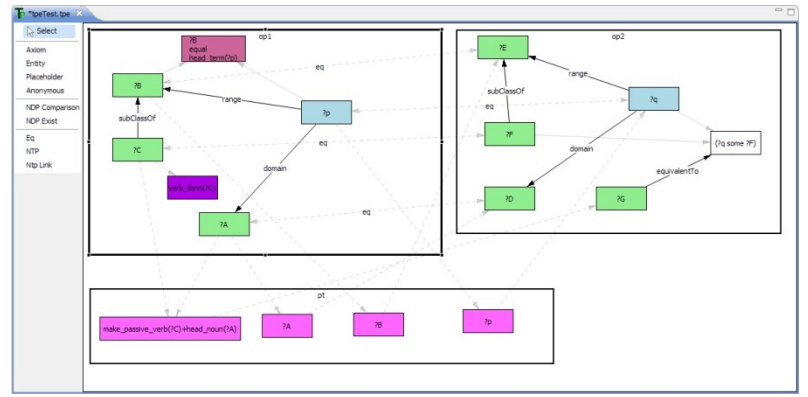 *tpeTest.tpe
Select
Axiom
Entity
Placeholder
Anonymous
NDP Comparison
NDP Exist
Eq
NTP
Ntp Link
op1
?B
equal
head_term(?p)
?B
eq
range
?p
subClassOf
eq
?C
domain
verb_term(?C)
?A
eq
op2
?E
range
subClassOf
?q
eq
?F
(?q some ?F)
domain
equivalentTo
?D
?G
pt
make_passive_verb(?C)+head_noun(?A)
?A
?B
?p